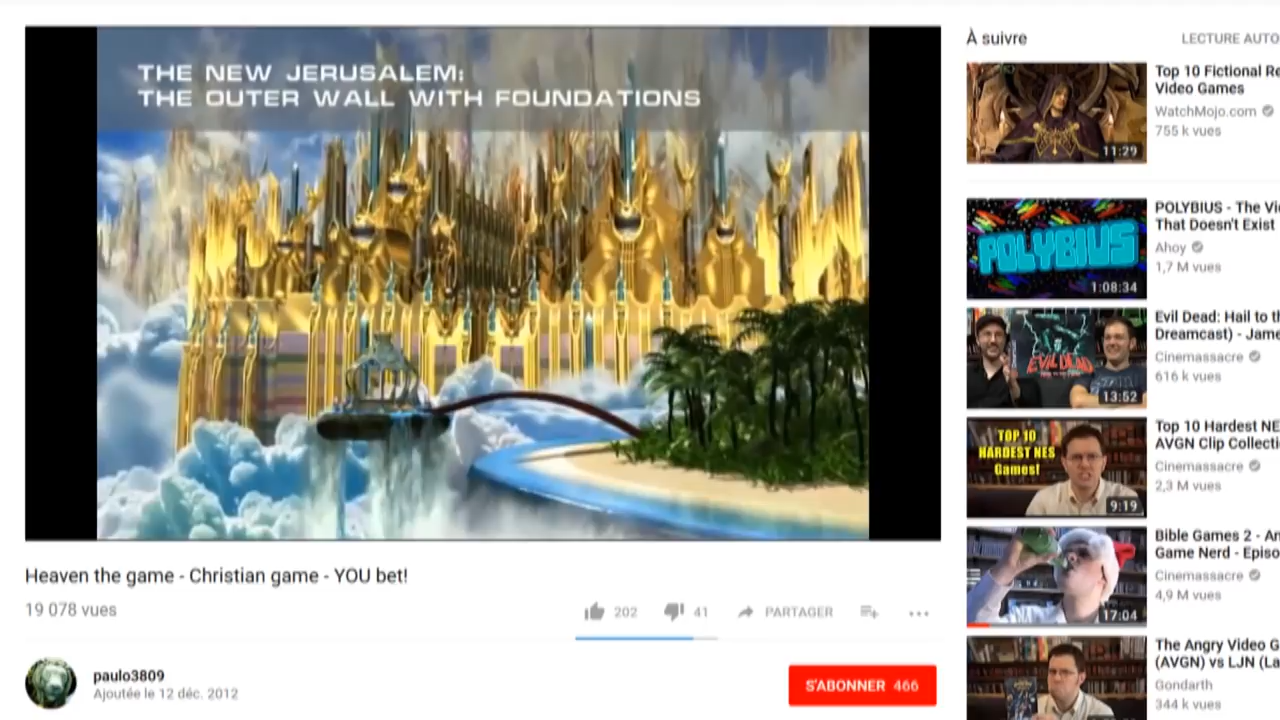 THE NEW JERUSALEM:
THE OUTER WALL WITH FOUNDATIONS
Heaven the game - Christian game - YOU bet!
19 078 vues
202
41
PARTAGER
paulo3809
Ajoutée le 12 déc. 2012
S'ABONNER 466
À suivre
LECTURE AUTO
Top 10 Fictional Re
Video Games
WatchMojo.com
755 k vues
11:29
POLYBIUS - The Vi
That Doesn't Exist
Ahoy
1,7 M vues
POLYBIUS
1:08:34
Evil Dead: Hail to th
Dreamcast) - Jame
Cinemassacre
616 k vues
EVIL DEAD
13:52
Top 10 Hardest NE
AVGN Clip Collecti
Cinemassacre
2,3 M vues
TOP 10
HARDEST NES
Games!
9:19
Bible Games 2 - An
Game Nerd - Episo
Cinemassacre
4,9 M vues
17:04
The Angry Video G
(AVGN) vs LJN (La
Gondarth
344 k vues